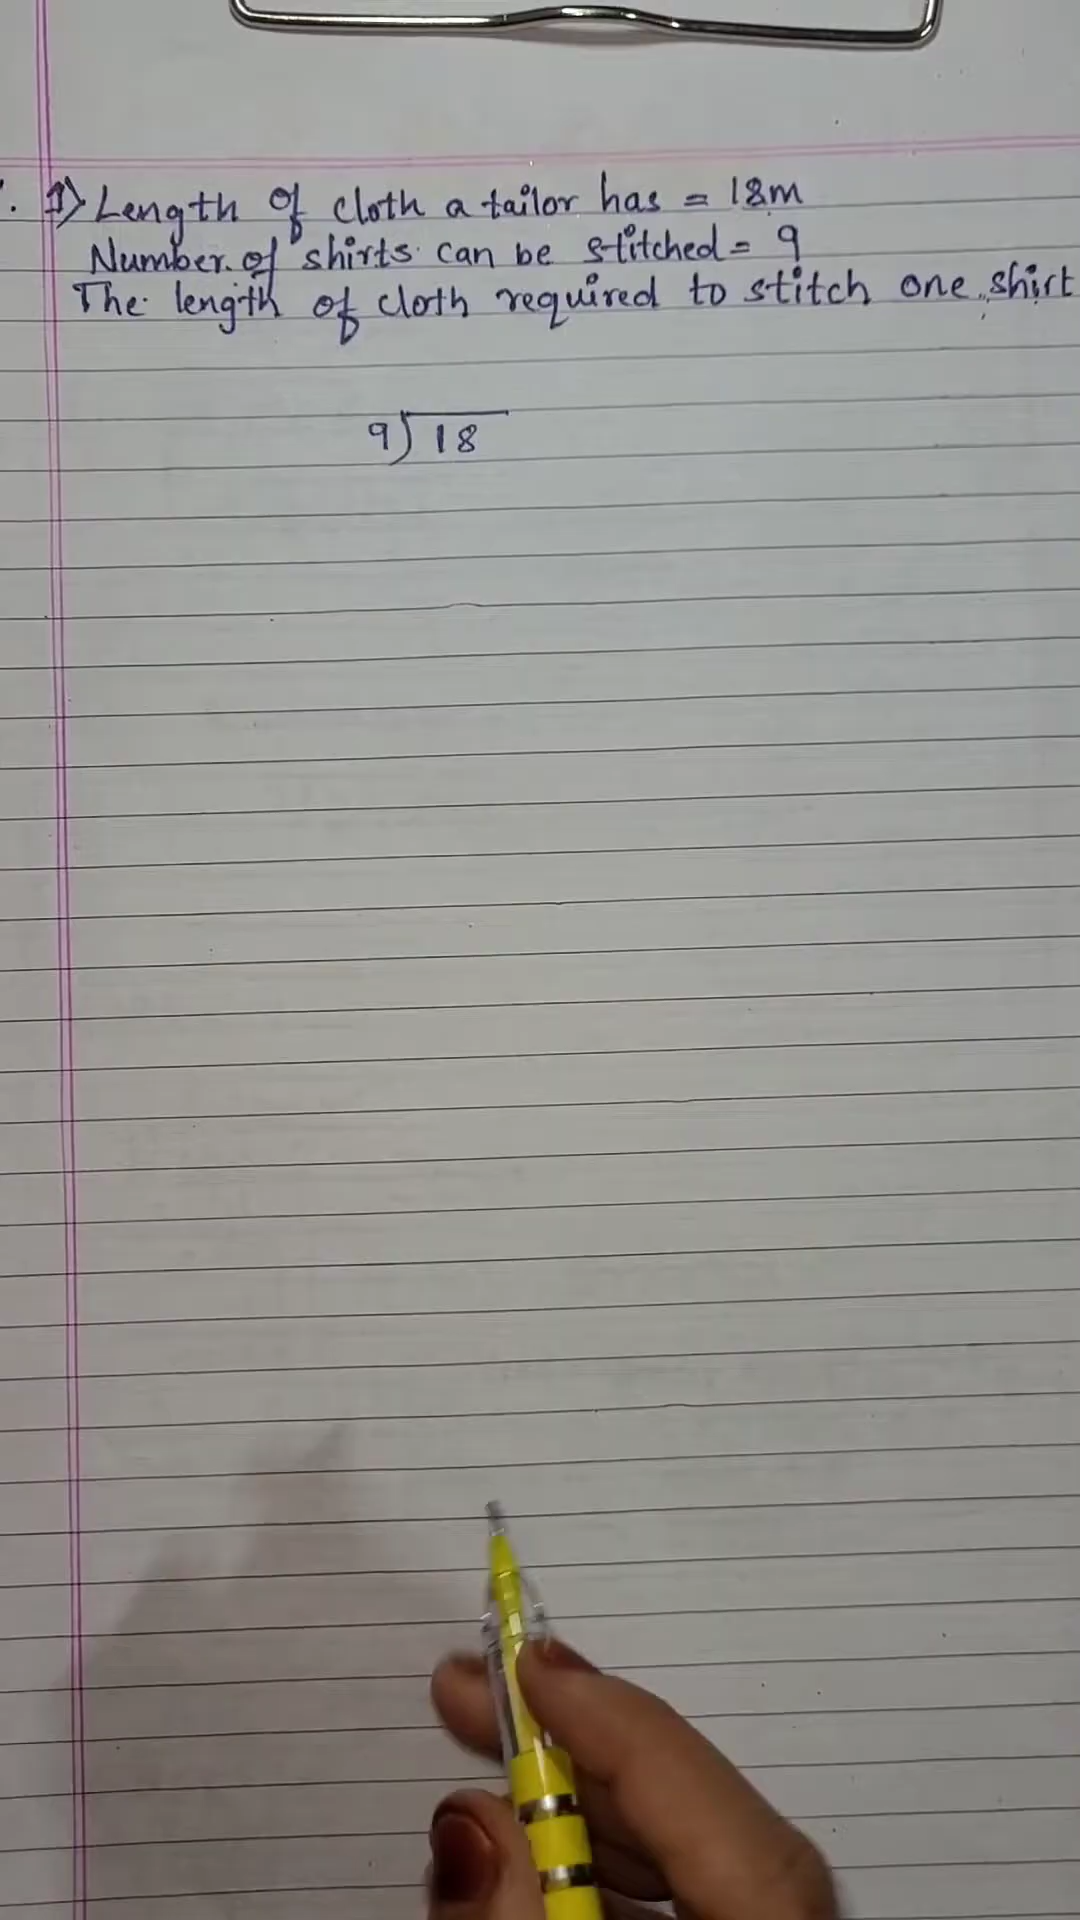 1) Length of cloth a tailor has = 18m
Number of shirts can be stitched = 9
The length of cloth required to stitch one shirt
9) 18